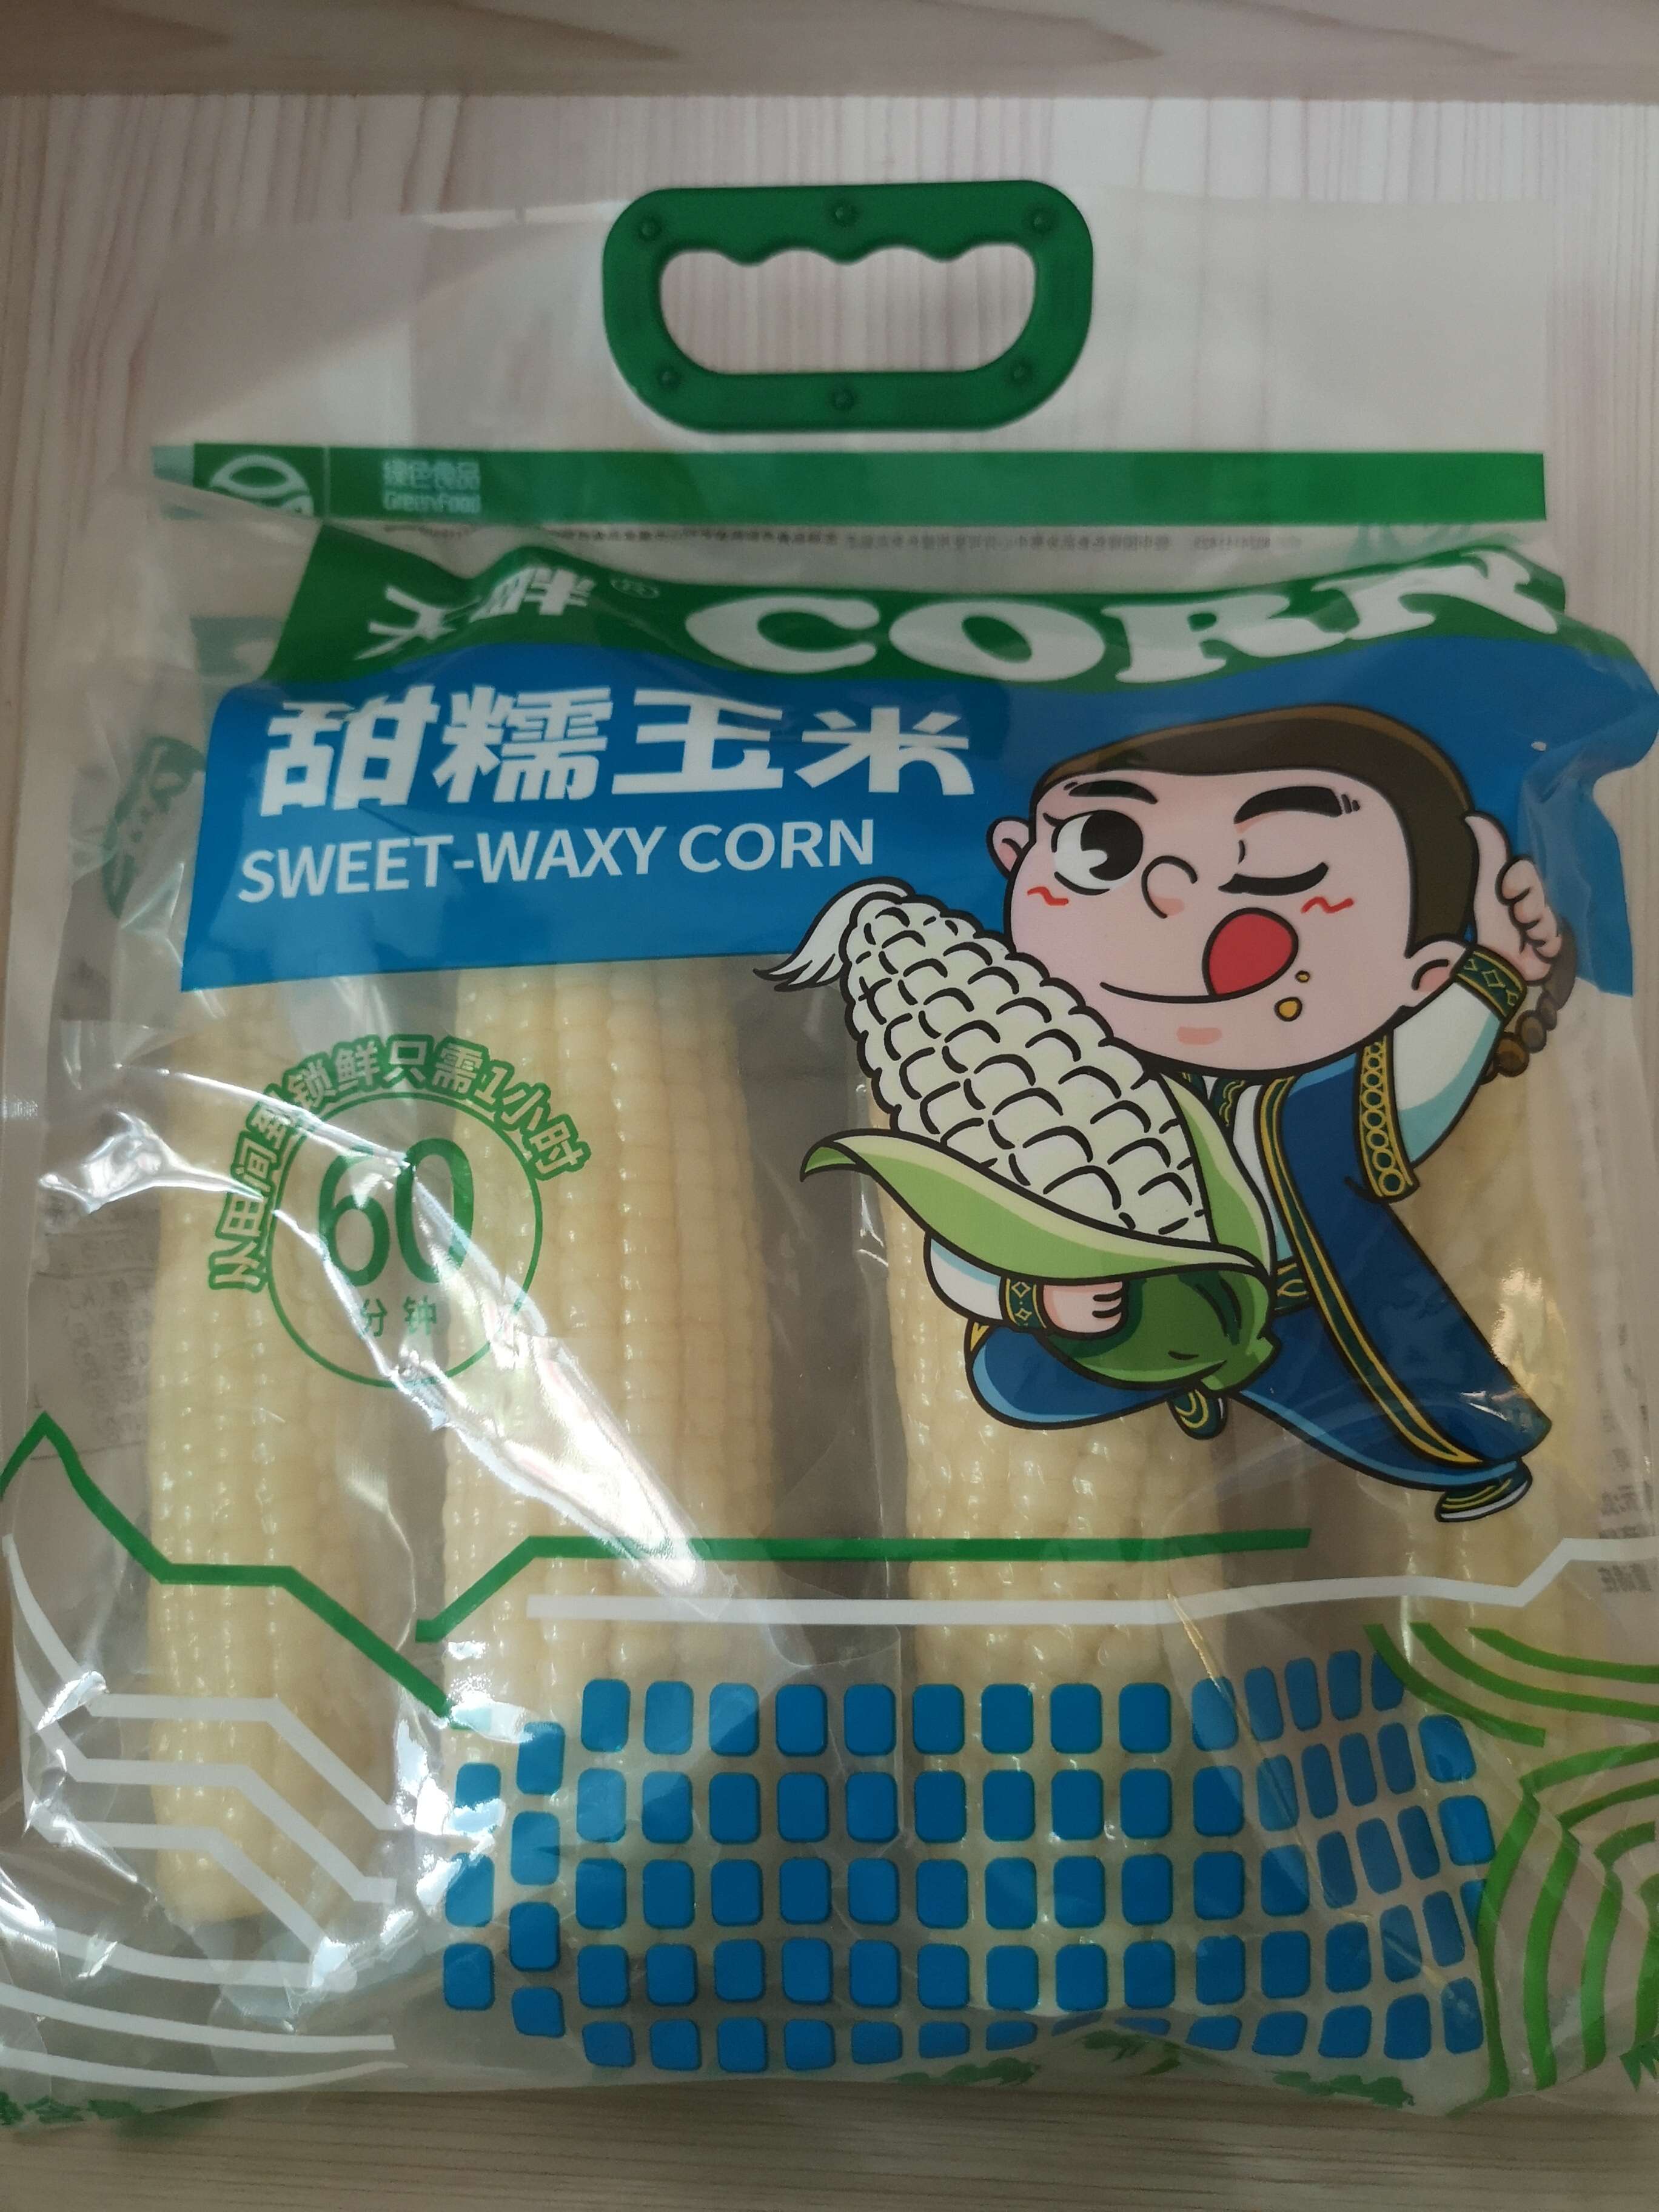 绿色食品
GreenFood
胖® CORN
甜糯玉米
SWEET-WAXY CORN
从田间到锁鲜只需1小时
60
分钟